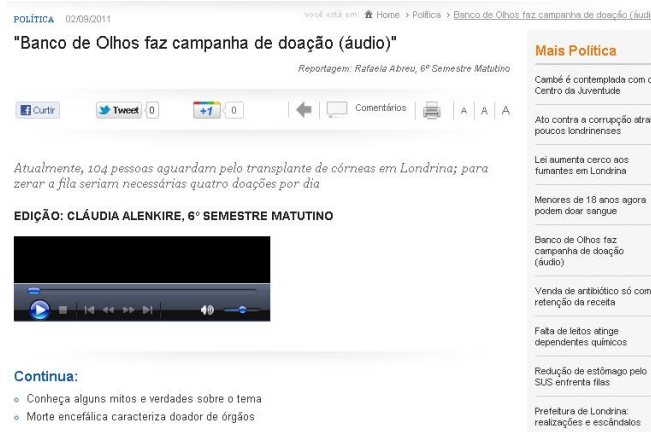 você está em: Home > Política > Banco de Olhos faz campanha de doação (áudi
POLÍTICA 02/09/2011
"Banco de Olhos faz campanha de doação (áudio)"
Reportagem: Rafaela Abreu, 6º Semestre Matutino
Curtir Tweet 0 +1 0 Comentários A A A
Atualmente, 104 pessoas aguardam pelo transplante de córneas em Londrina; para
zerar a fila seriam necessárias quatro doações por dia
EDIÇÃO: CLÁUDIA ALENKIRE, 6º SEMESTRE MATUTINO
Continua:
Conheça alguns mitos e verdades sobre o tema
Morte encefálica caracteriza doador de órgãos
Mais Política
Cambé é contemplada com
Centro da Juventude
Ato contra a corrupção atrai
poucos londrinenses
Lei aumenta cerco aos
fumantes em Londrina
Menores de 18 anos agora
podem doar sangue
Banco de Olhos faz
campanha de doação
(áudio)
Venda de antibiótico só com
retenção da receita
Falta de leitos atinge
dependentes químicos
Redução de estômago pelo
SUS enfrenta filas
Prefeitura de Londrina:
realizações e escândalos